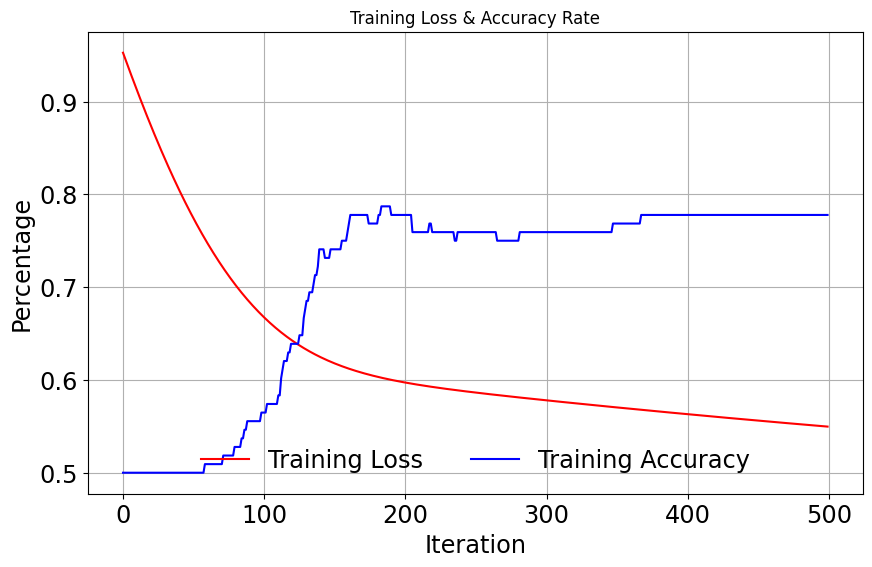 Training Loss & Accuracy Rate
Percentage
0.9
0.8
0.7
0.6
0.5
Training Loss
Training Accuracy
0
100
200
300
400
500
Iteration